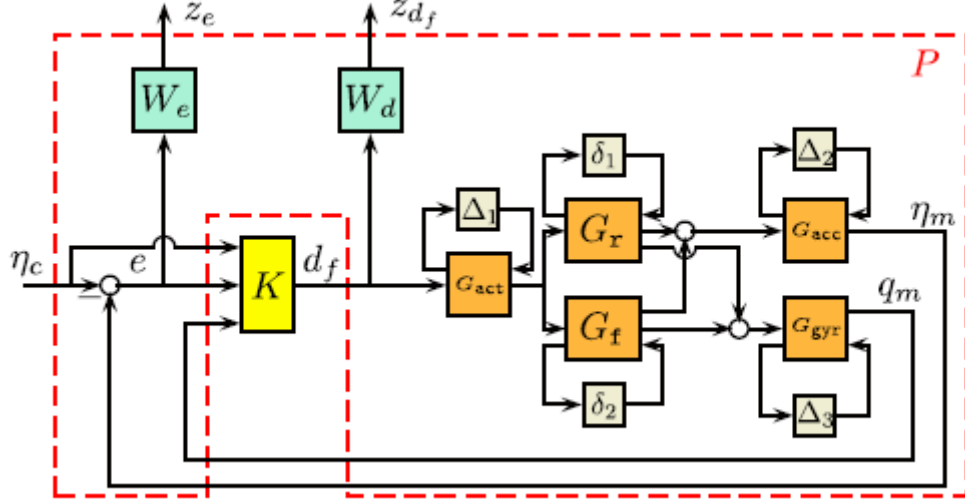 z_e z_{d_f}
P
W_e W_d
δ_1 Δ_2
Δ_1
η_c e K d_f G_act G_r G_acc η_m
G_f G_gyr q_m
δ_2 Δ_3